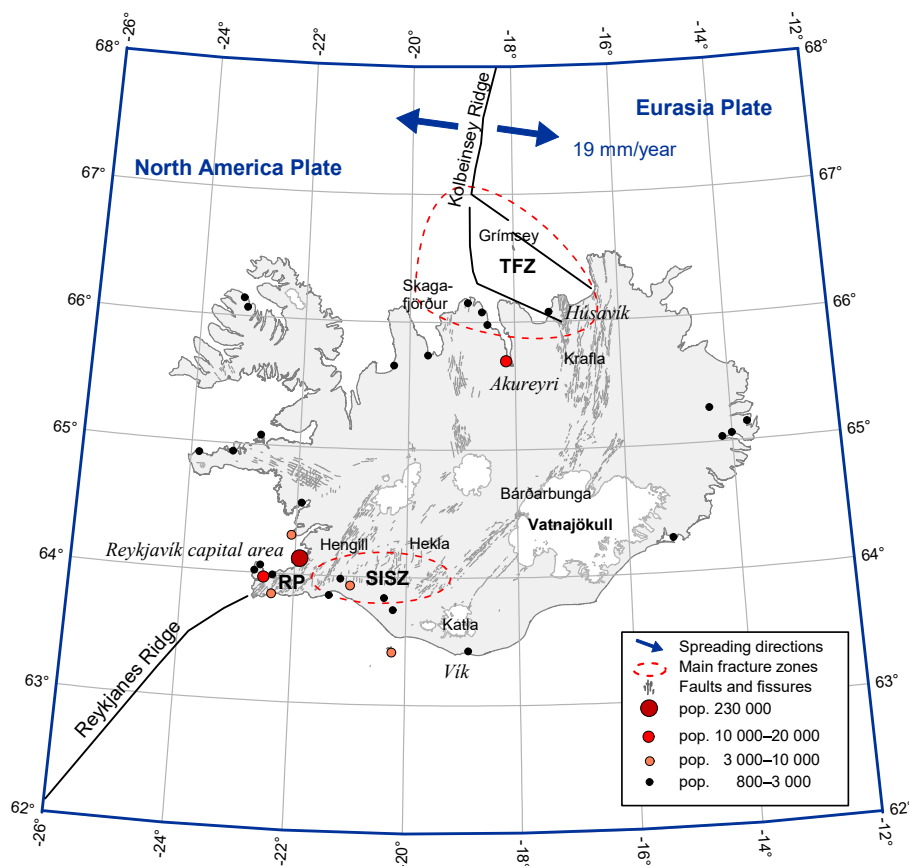 -26°
-24°
-22°
-20°
-18°
-16°
-14°
-12°
68°
68°
Kolbeinsey Ridge
Eurasia Plate
19 mm/year
North America Plate
67°
67°
Grímsey
TFZ
Skaga-
fjörður
66°
66°
Húsavík
Krafla
Akureyri
65°
65°
Bárðarbunga
Vatnajökull
Reykjavík capital area
Hengill
Hekla
64°
64°
RP
SISZ
Katla
Vík
Reykjanes Ridge
63°
63°
Spreading directions
Main fracture zones
Faults and fissures
pop. 230 000
pop. 10 000–20 000
pop. 3 000–10 000
pop. 800–3 000
62°
62°
-26°
-24°
-22°
-20°
-18°
-16°
-14°
-12°